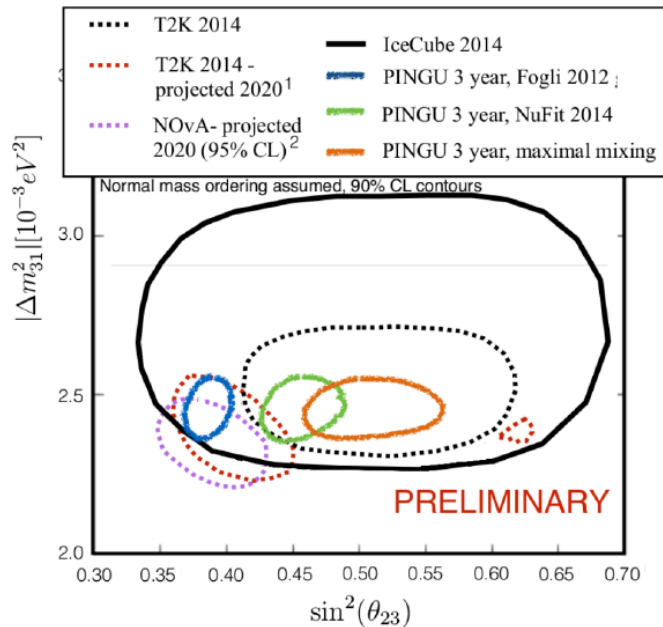 T2K 2014
T2K 2014 -
projected 2020¹
NOvA- projected
2020 (95% CL)²
IceCube 2014
PINGU 3 year, Fogli 2012
PINGU 3 year, NuFit 2014
PINGU 3 year, maximal mixing
Normal mass ordering assumed, 90% CL contours
|Δm²₃₁|[10⁻³eV²]
3.0
2.5
2.0
PRELIMINARY
0.30 0.35 0.40 0.45 0.50 0.55 0.60 0.65 0.70
sin²(θ₂₃)